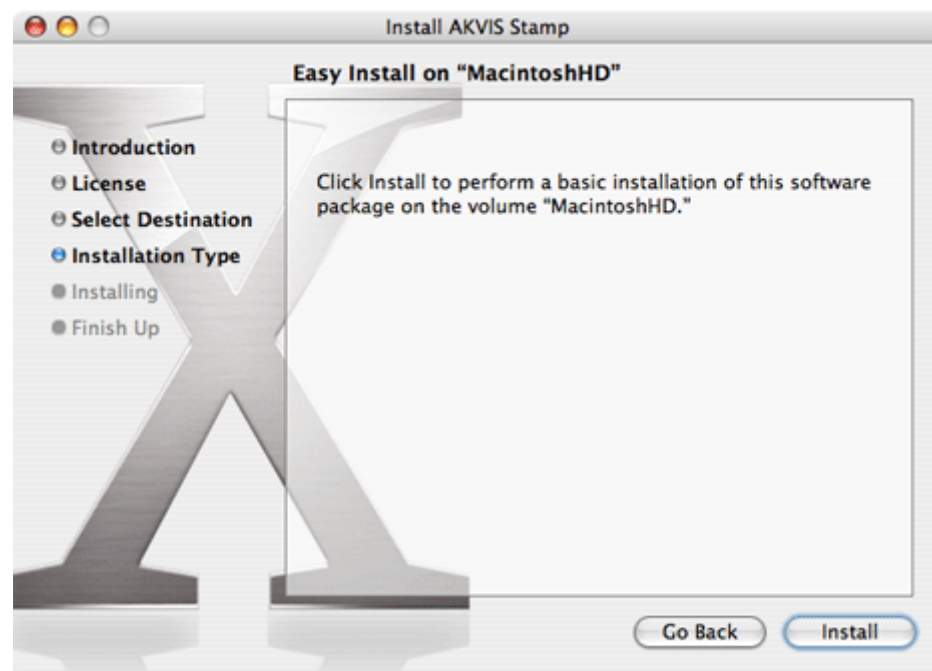 Install AKVIS Stamp
Easy Install on “MacintoshHD”
Introduction
License
Select Destination
Installation Type
Installing
Finish Up
Click Install to perform a basic installation of this software
package on the volume “MacintoshHD.”
Go Back
Install